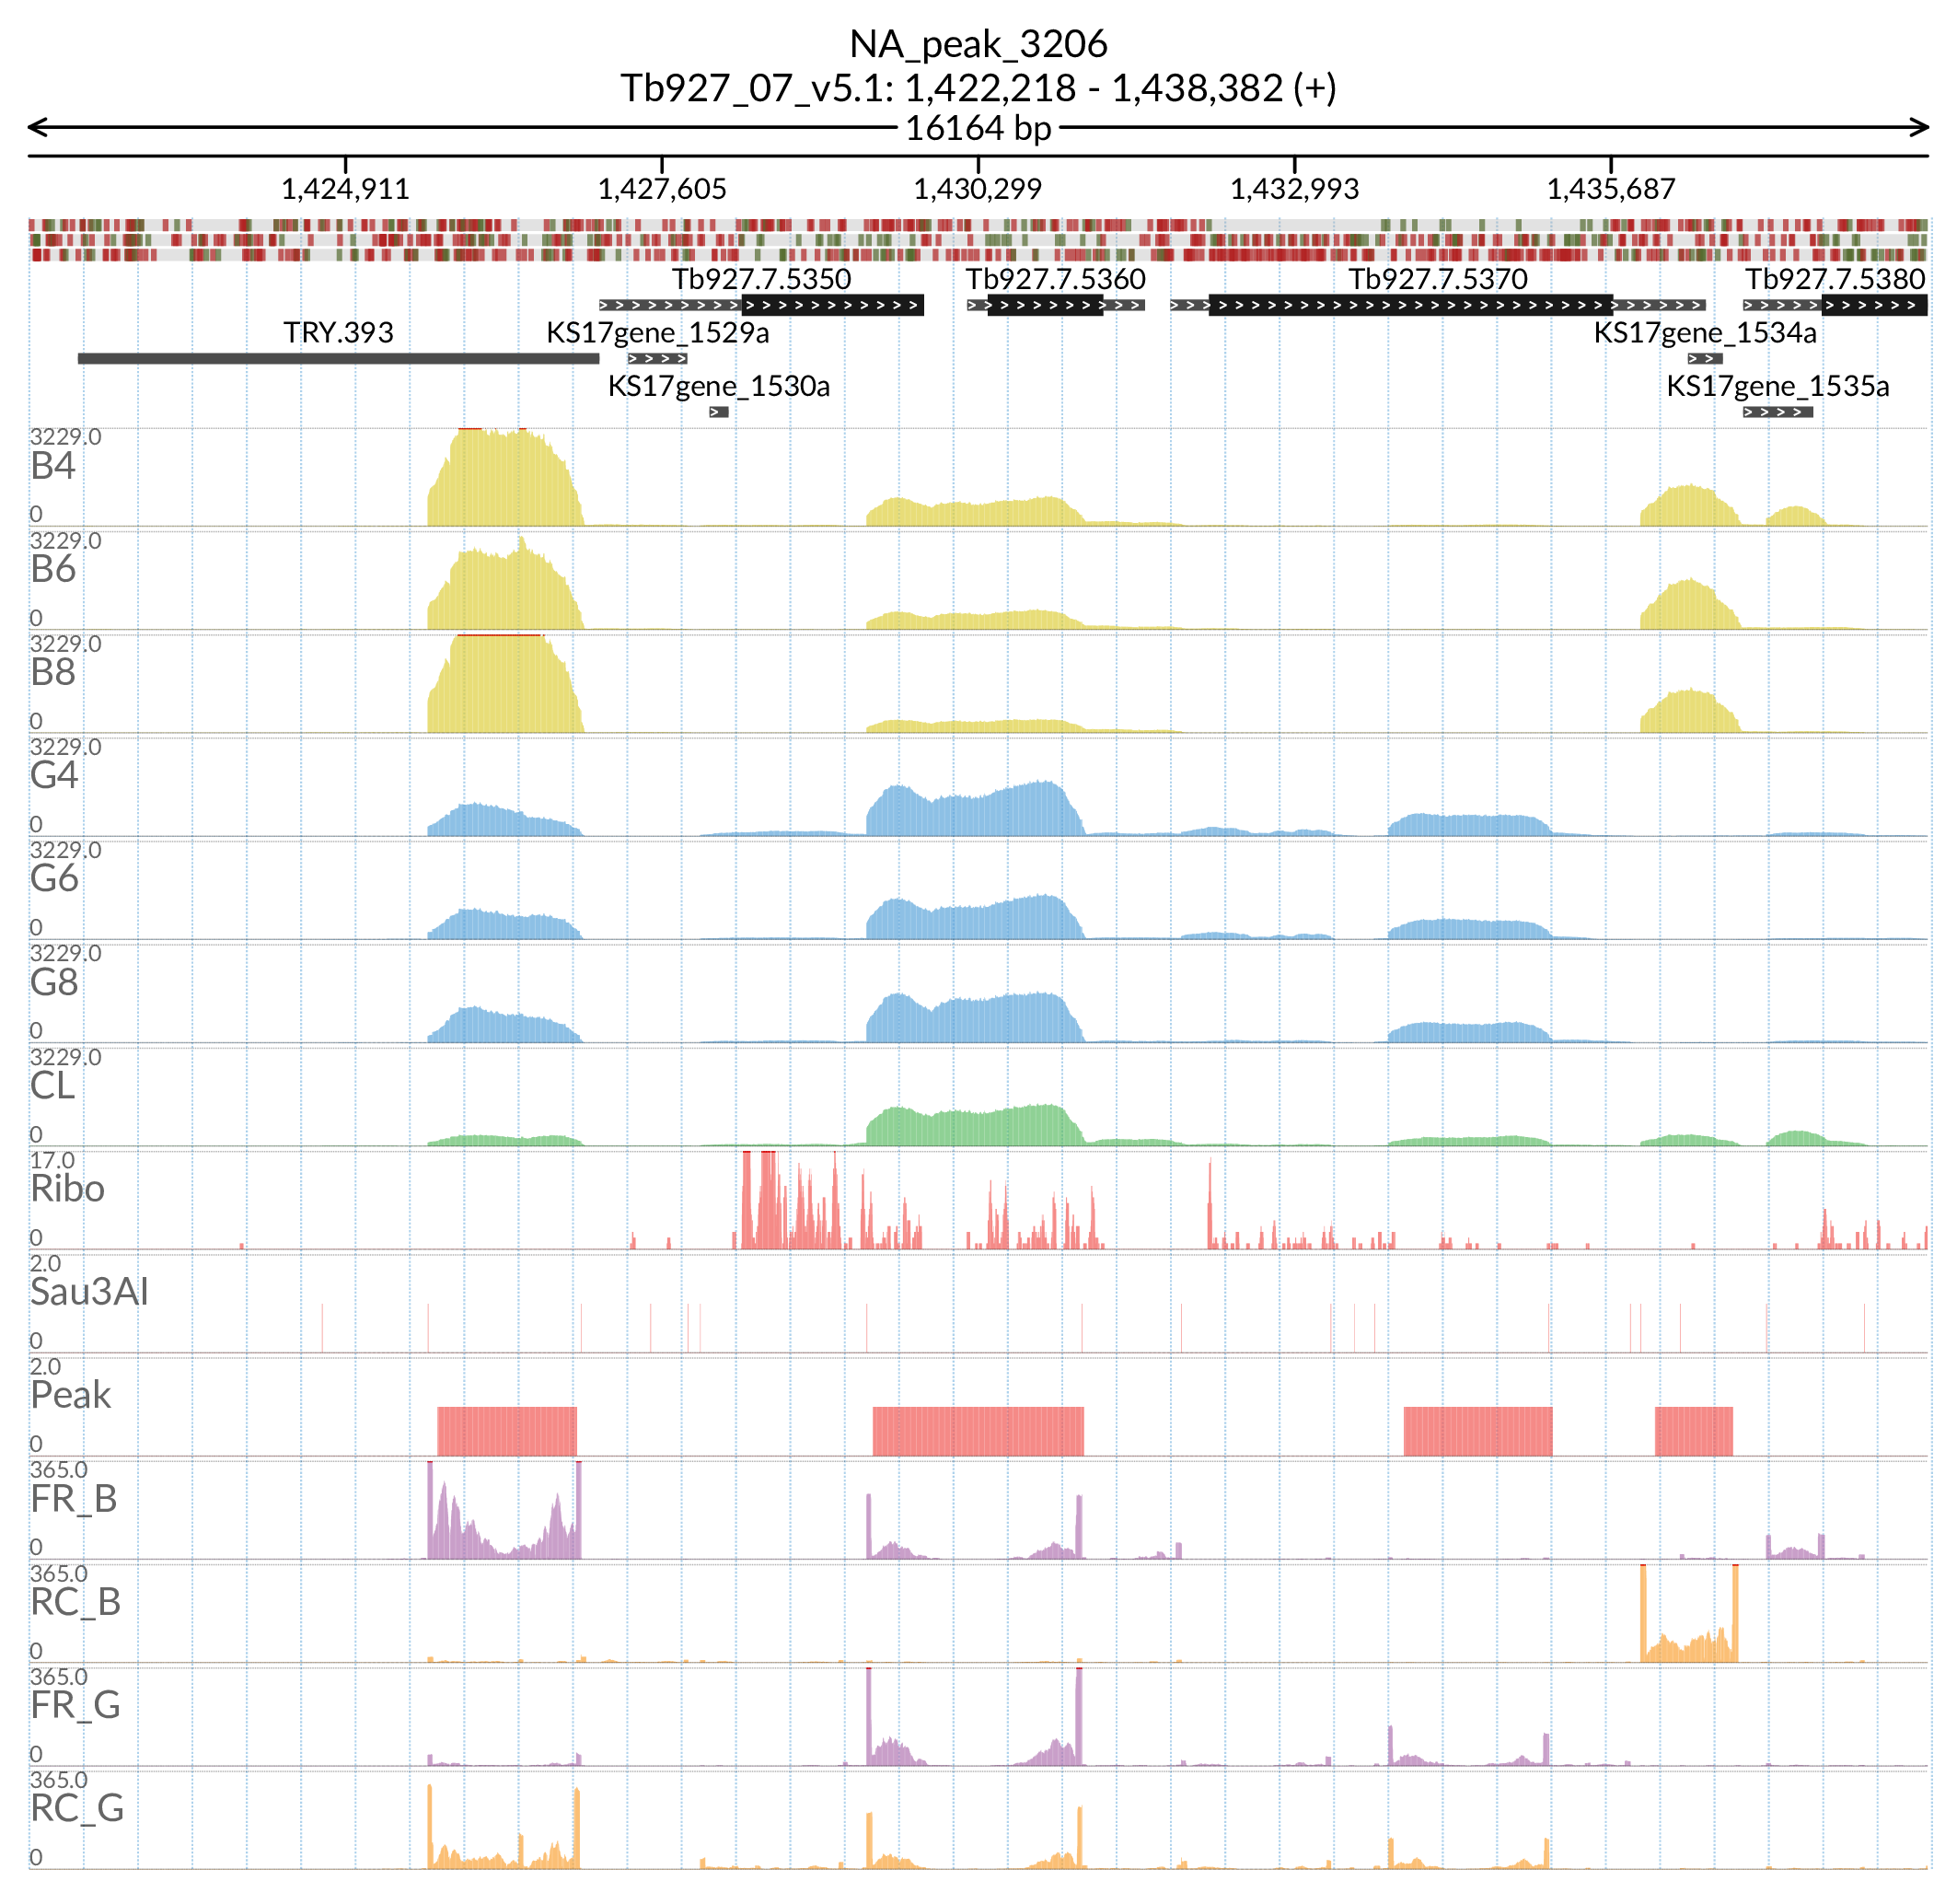 NA_peak_3206
Tb927_07_v5.1: 1,422,218 - 1,438,382 (+)
16164 bp
1,424,911 1,427,605 1,430,299 1,432,993 1,435,687
Tb927.7.5350 Tb927.7.5360 Tb927.7.5370 Tb927.7.5380
TRY.393 KS17gene_1529a KS17gene_1534a
KS17gene_1530a KS17gene_1535a
3229.0
B4
0
3229.0
B6
0
3229.0
B8
0
3229.0
G4
0
3229.0
G6
0
3229.0
G8
0
3229.0
CL
0
17.0
Ribo
0
2.0
Sau3AI
0
2.0
Peak
0
365.0
FR_B
0
365.0
RC_B
0
365.0
FR_G
0
365.0
RC_G
0